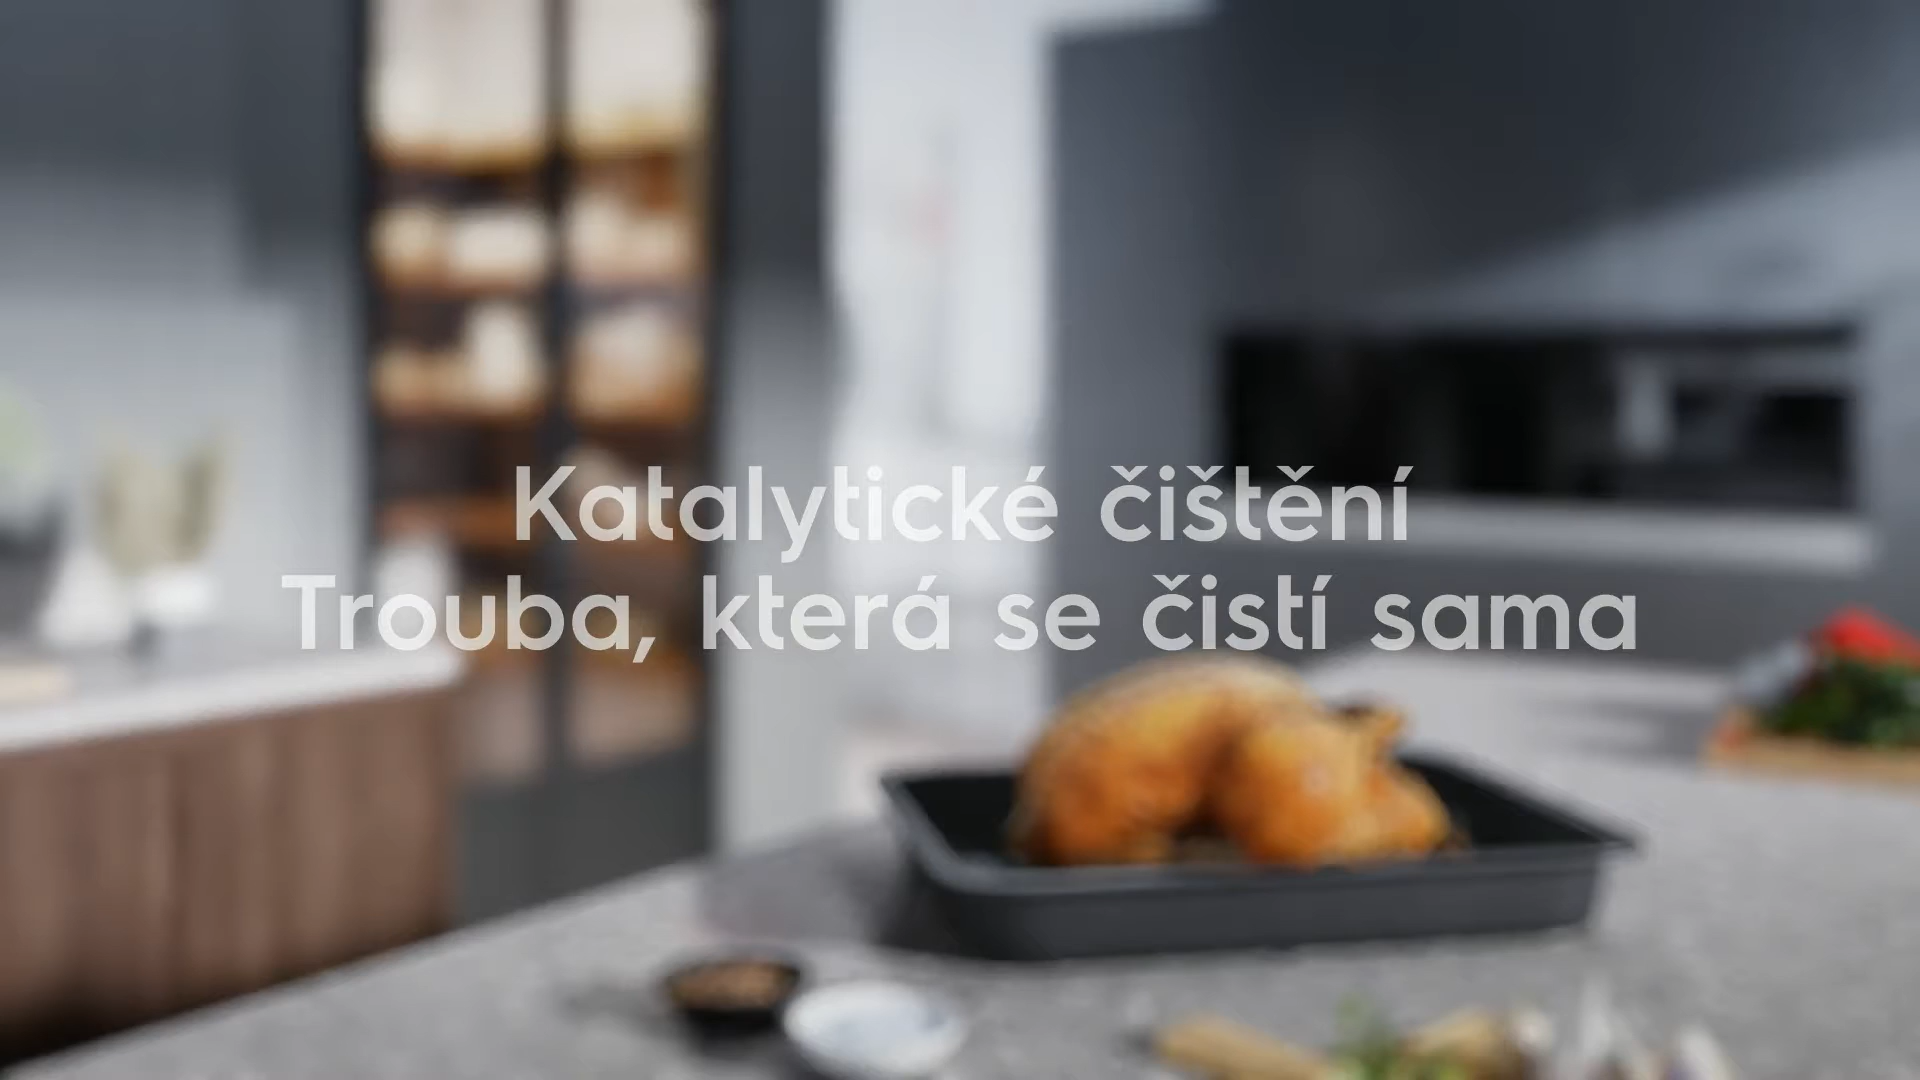 Katalytické čištění
Trouba, která se čistí sama